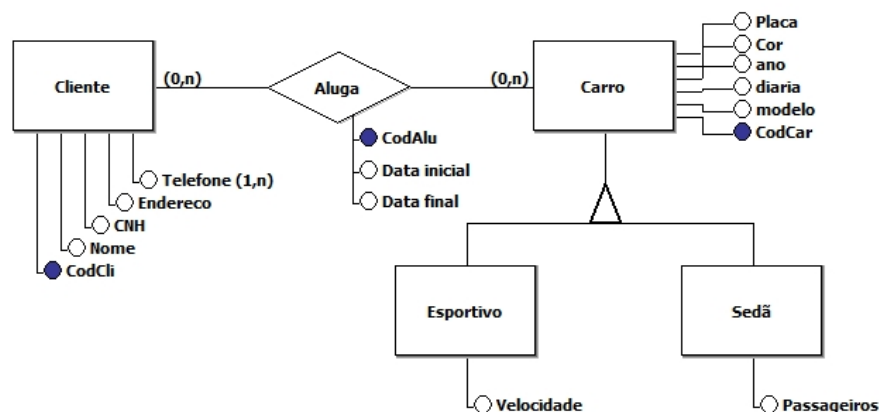 Cliente
(0,n)
Aluga
(0,n)
Carro
Placa
Cor
ano
diaria
modelo
CodCar
CodAlu
Data inicial
Data final
Telefone (1,n)
Endereco
CNH
Nome
CodCli
Esportivo
Sedã
Velocidade
Passageiros